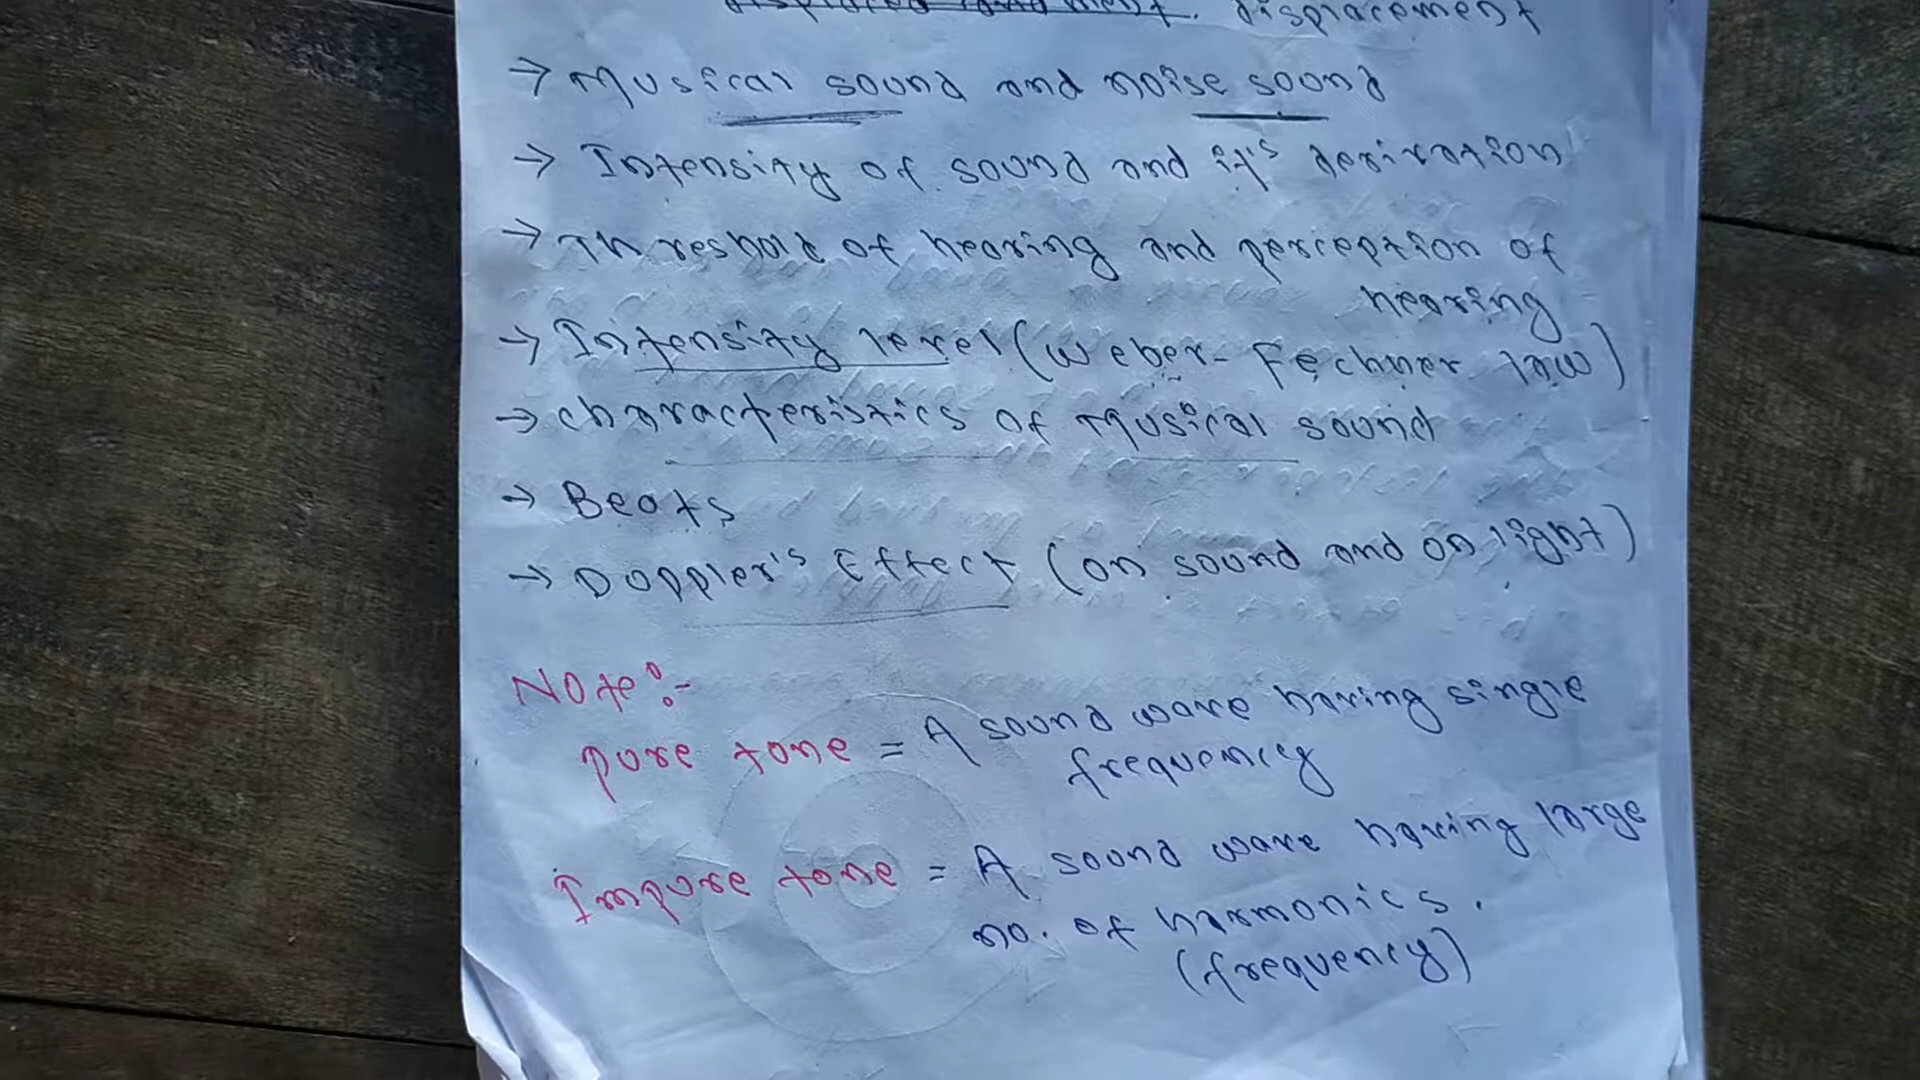 displacement
→ Musical sound and noise sound
→ Intensity of sound and it's derivation
→ Threshold of hearing and perception of
hearing
→ Intensity level (Weber-Fechner law)
→ characteristics of Musical sound
→ Beats
→ Doppler's Effect (on sound and on light)
Note:-
pure tone = A sound wave having single
frequency
Impure tone = A sound wave having large
no. of harmonics.
(frequency)